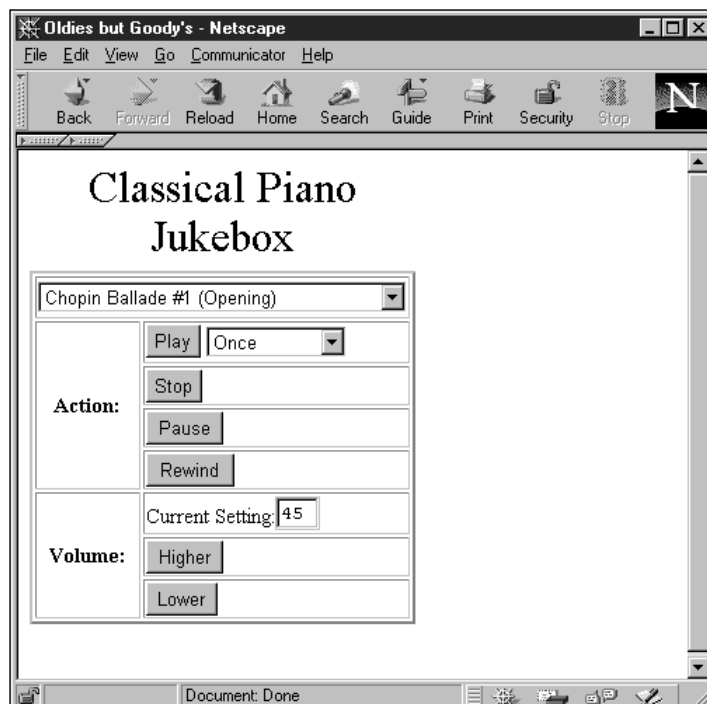 Oldies but Goody's - Netscape
File Edit View Go Communicator Help
Back Forward Reload Home Search Guide Print Security Stop N
Classical Piano
Jukebox
Chopin Ballade #1 (Opening)
Action:
Play Once
Stop
Pause
Rewind
Volume:
Current Setting: 45
Higher
Lower
Document: Done